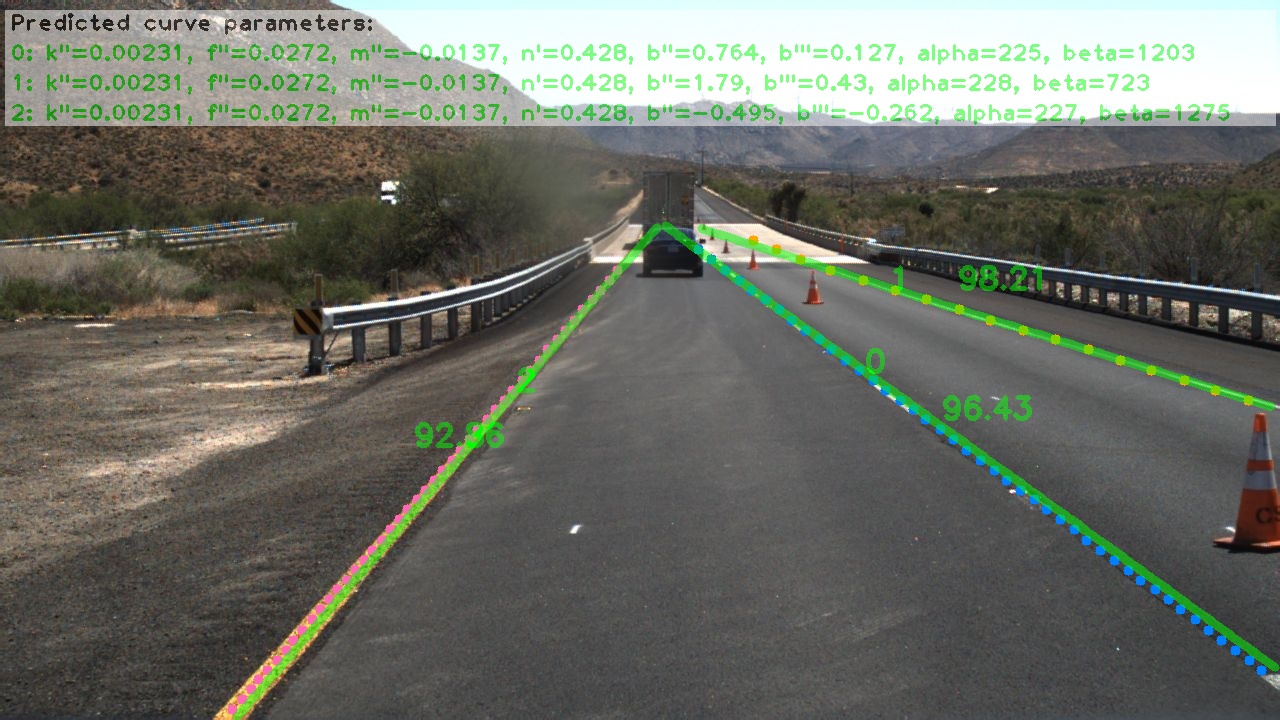 Predicted curve parameters:
0: k''=0.00231, f''=0.0272, m''=-0.0137, n'=0.428, b''=0.764, b'''=0.127, alpha=225, beta=1203
1: k''=0.00231, f''=0.0272, m''=-0.0137, n'=0.428, b''=1.79, b'''=0.43, alpha=228, beta=723
2: k''=0.00231, f''=0.0272, m''=-0.0137, n'=0.428, b''=-0.495, b'''=-0.262, alpha=227, beta=1275
1 98.21
0
96.43
92.86